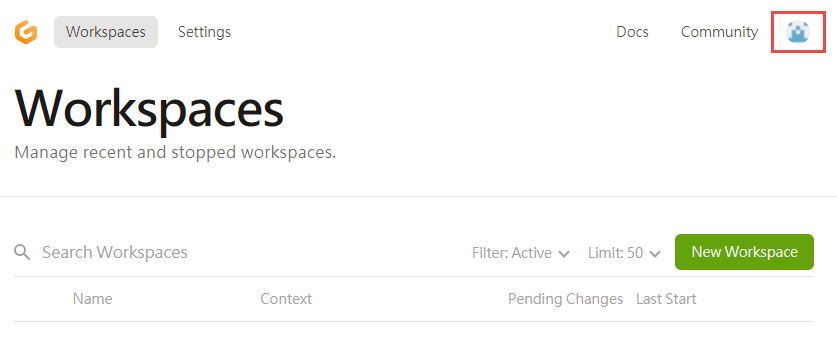 Workspaces Settings Docs Community
Workspaces
Manage recent and stopped workspaces.
Search Workspaces Filter: Active Limit: 50 New Workspace
Name Context Pending Changes Last Start